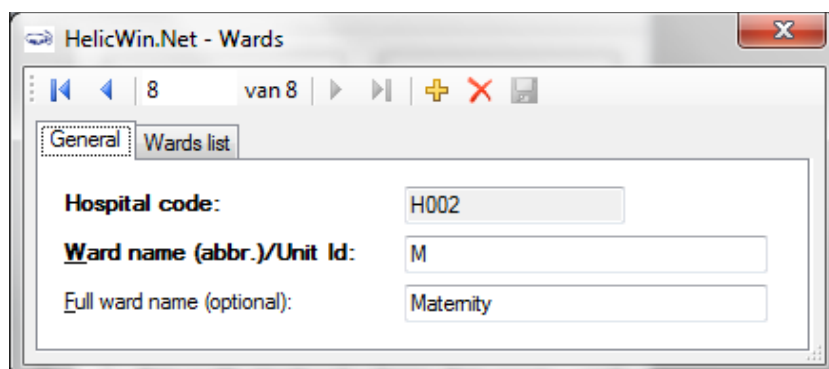 HelicWin.Net - Wards
8 van 8
General Wards list
Hospital code: H002
Ward name (abbr.)/Unit Id: M
Full ward name (optional): Maternity